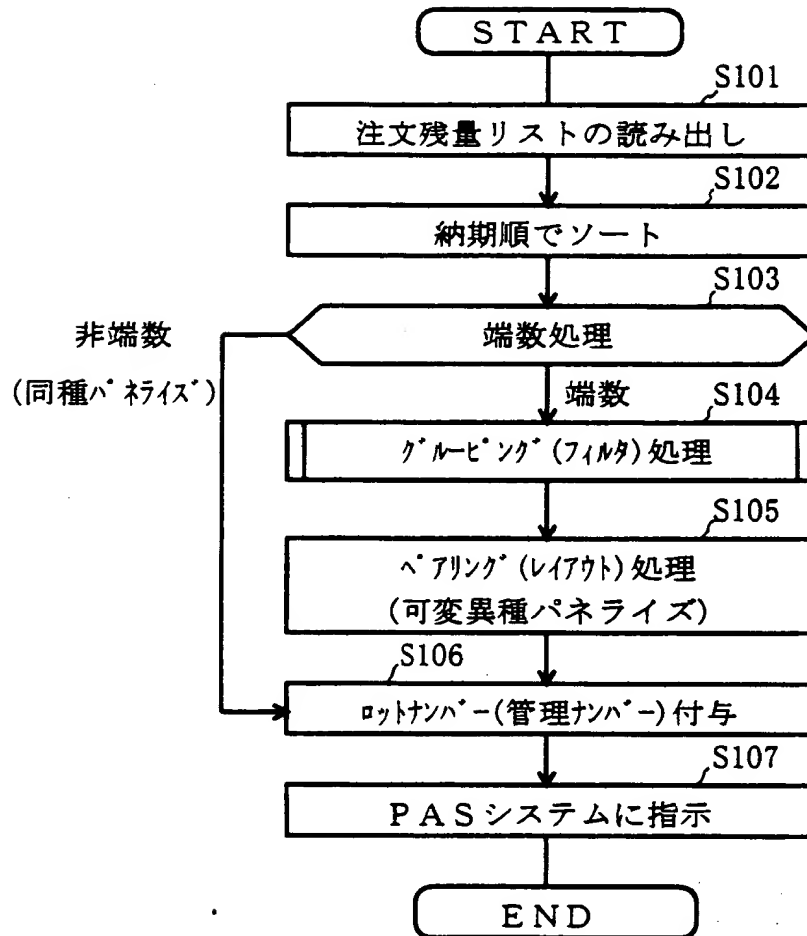 START
S101
注文残量リストの読み出し
S102
納期順でソート
S103
端数処理
非端数
(同種ﾊﾟﾈﾗｲｽﾞ)
端数
S104
ｸﾞﾙｰﾋﾟﾝｸﾞ(ﾌｨﾙﾀ)処理
S105
ﾍﾟｱﾘﾝｸﾞ(ﾚｲｱｳﾄ)処理
(可変異種パネライズ)
S106
ﾛｯﾄﾅﾝﾊﾞｰ(管理ﾅﾝﾊﾞｰ)付与
S107
PASシステムに指示
END